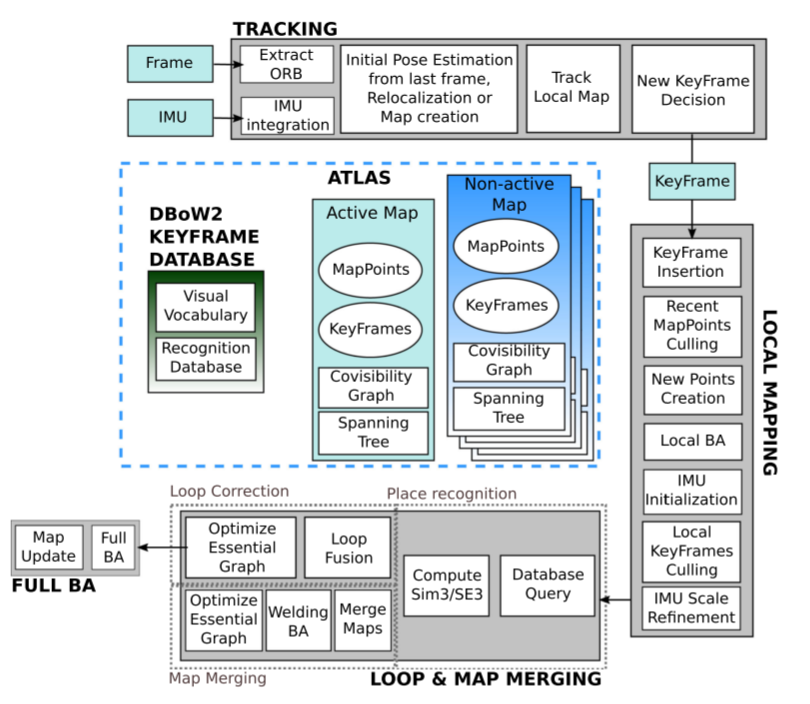 TRACKING
Frame
IMU
Extract
ORB
IMU
integration
Initial Pose Estimation
from last frame,
Relocalization or
Map creation
Track
Local Map
New KeyFrame
Decision
KeyFrame
ATLAS
DBoW2
KEYFRAME
DATABASE
Visual
Vocabulary
Recognition
Database
Active Map
MapPoints
KeyFrames
Covisibility
Graph
Spanning
Tree
Non-active
Map
MapPoints
KeyFrames
Covisibility
Graph
Spanning
Tree
LOCAL MAPPING
KeyFrame
Insertion
Recent
MapPoints
Culling
New Points
Creation
Local BA
IMU
Initialization
Local
KeyFrames
Culling
IMU Scale
Refinement
Loop Correction
Place recognition
Optimize
Essential
Graph
Loop
Fusion
Compute
Sim3/SE3
Database
Query
Optimize
Essential
Graph
Welding
BA
Merge
Maps
Map Merging
LOOP & MAP MERGING
Map
Update
Full
BA
FULL BA